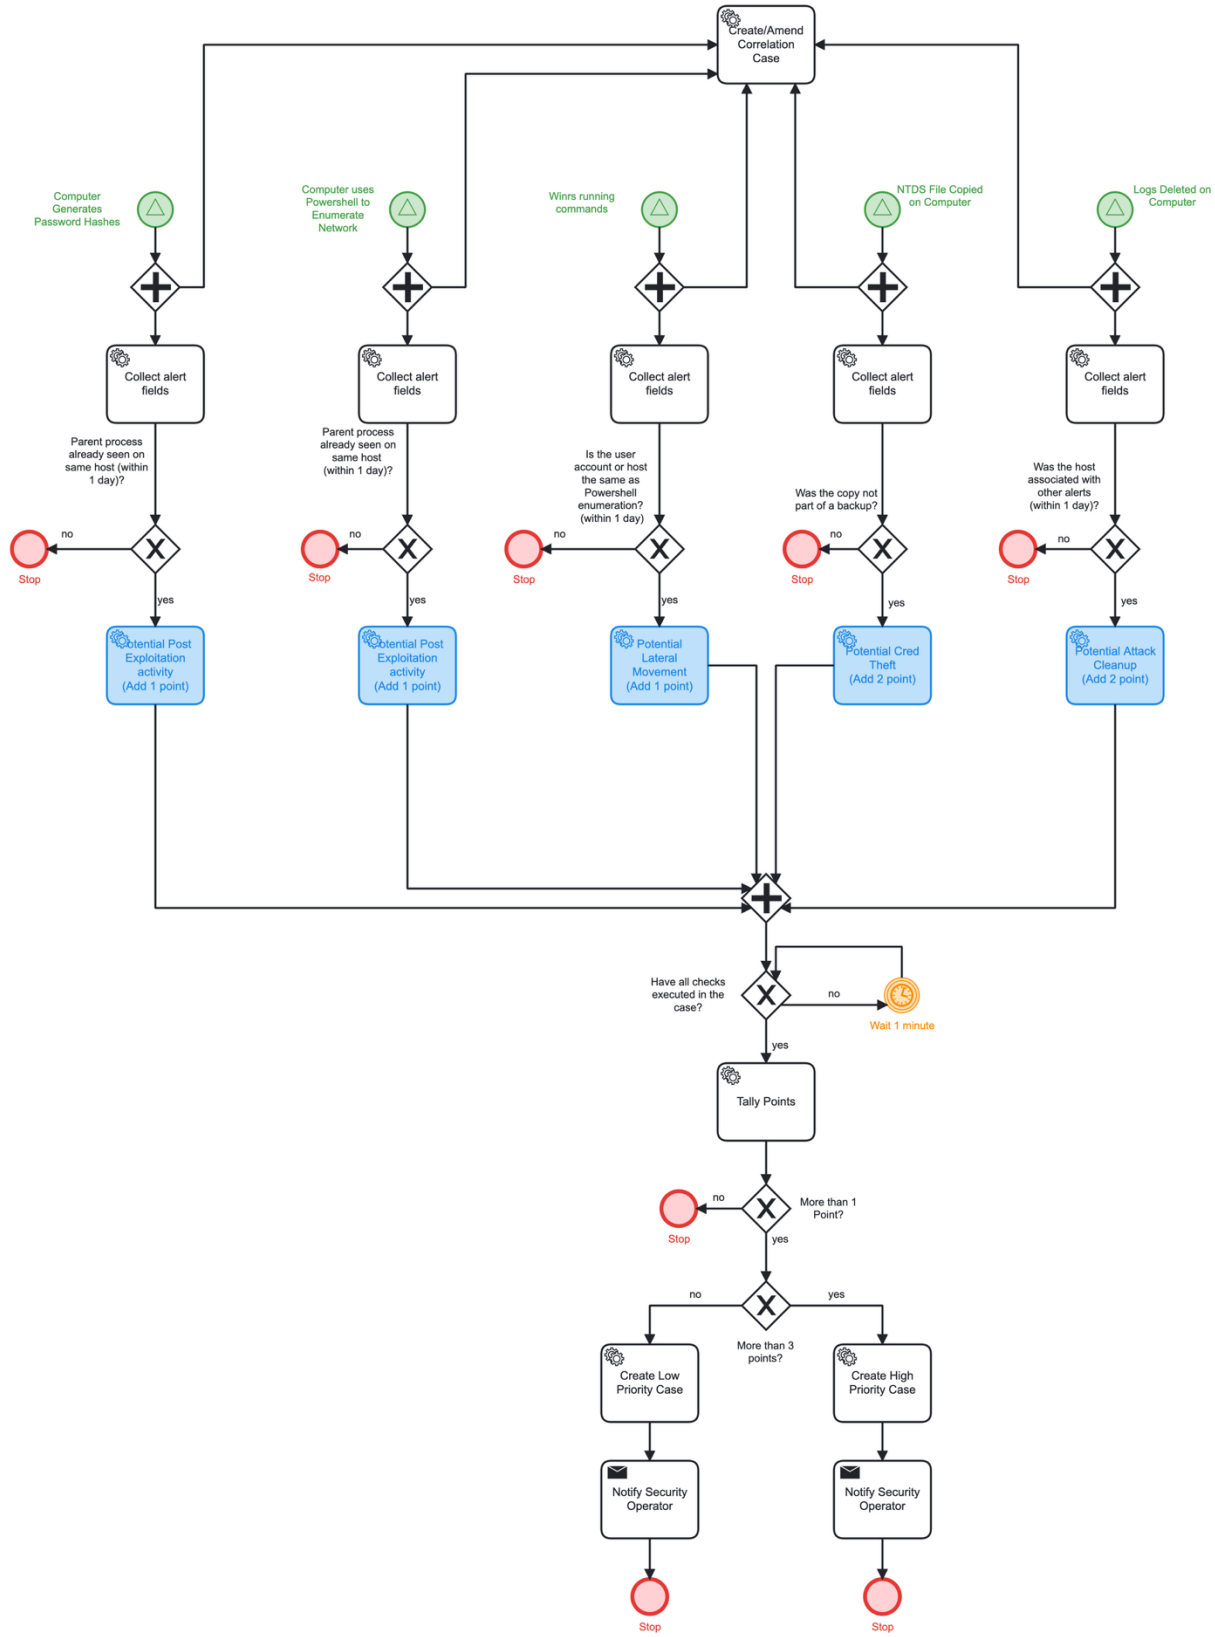 Create/Amend
Correlation
Case
Computer
Generates
Password Hashes
Computer uses
Powershell to
Enumerate
Network
Winrs running
commands
NTDS File Copied
on Computer
Logs Deleted on
Computer
Collect alert
fields
Collect alert
fields
Collect alert
fields
Collect alert
fields
Collect alert
fields
Parent process
already seen on
same host (within
1 day)?
Parent process
already seen on
same host
(within 1 day)?
Is the user
account or host
the same as
Powershell
enumeration?
(within 1 day)
Was the copy not
part of a backup?
Was the host
associated with
other alerts
(within 1 day)?
no
no
no
no
no
Stop
Stop
Stop
Stop
Stop
yes
yes
yes
yes
yes
otential Post
Exploitation
activity
(Add 1 point)
otential Post
Exploitation
activity
(Add 1 point)
Potential
Lateral
Movement
(Add 1 point)
Potential Cred
Theft
(Add 2 point)
Potential Attack
Cleanup
(Add 2 point)
Have all checks
executed in the
case?
no
Wait 1 minute
yes
Tally Points
no
More than 1
Point?
Stop
yes
no
yes
More than 3
points?
Create Low
Priority Case
Create High
Priority Case
Notify Security
Operator
Notify Security
Operator
Stop
Stop